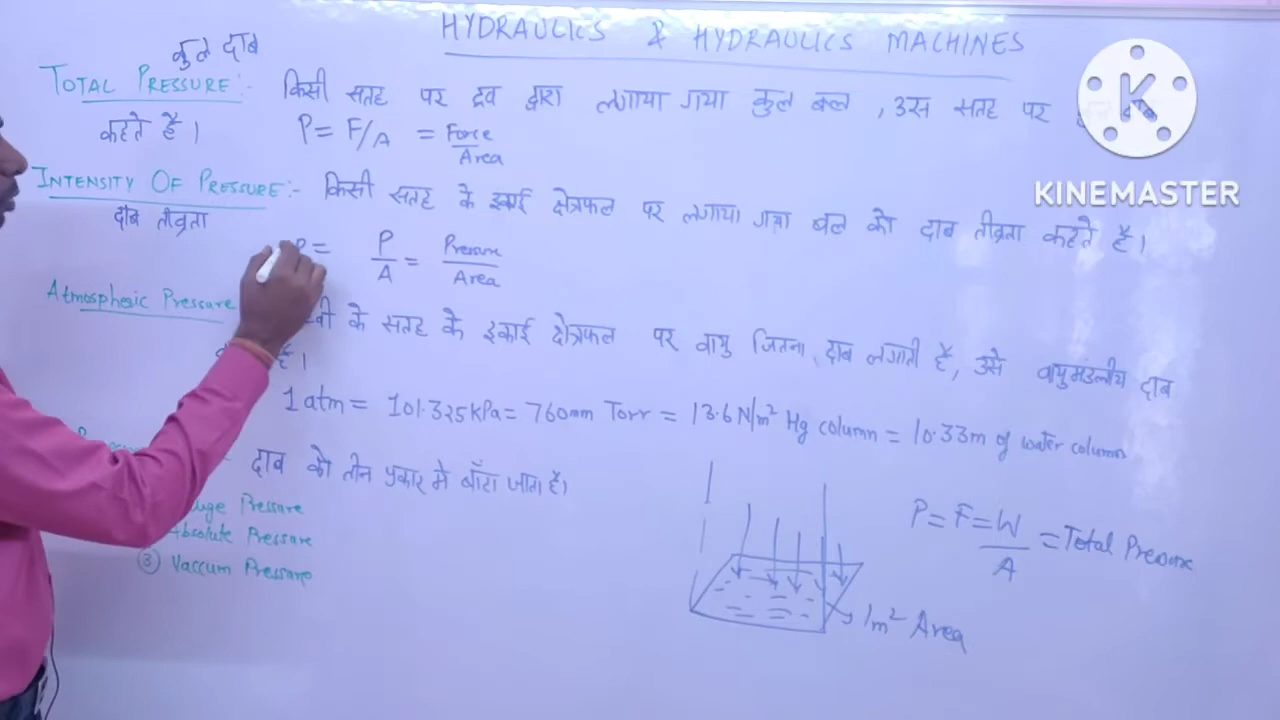 HYDRAULICS & HYDRAULICS MACHINES
कुल दाब
TOTAL PRESSURE :- किसी सतह पर द्रव द्वारा लगाया गया कुल बल , उस सतह पर
कहते है ।
P = F/A = Force/Area
INTENSITY OF PRESSURE :- किसी सतह के इकाई क्षेत्रफल पर लगाया गया बल को दाब तीव्रता कहते है ।
दाब तीव्रता
P = P/A = Pressure/Area
Atmospheric Pressure के सतह के इकाई क्षेत्रफल पर वायु जितना दाब लगाती है , उसे वायुमंडलीय दाब
है ।
1 atm = 101.325 kPa = 760mm Torr = 13.6 N/m² Hg column = 10.33m of water column
दाब को तीन प्रकार मे बाँटा जाता है ।
Pressure
Absolute Pressure
③ Vaccum Pressure
P = F = W/A = Total Pressure
1m² Area
KINEMASTER